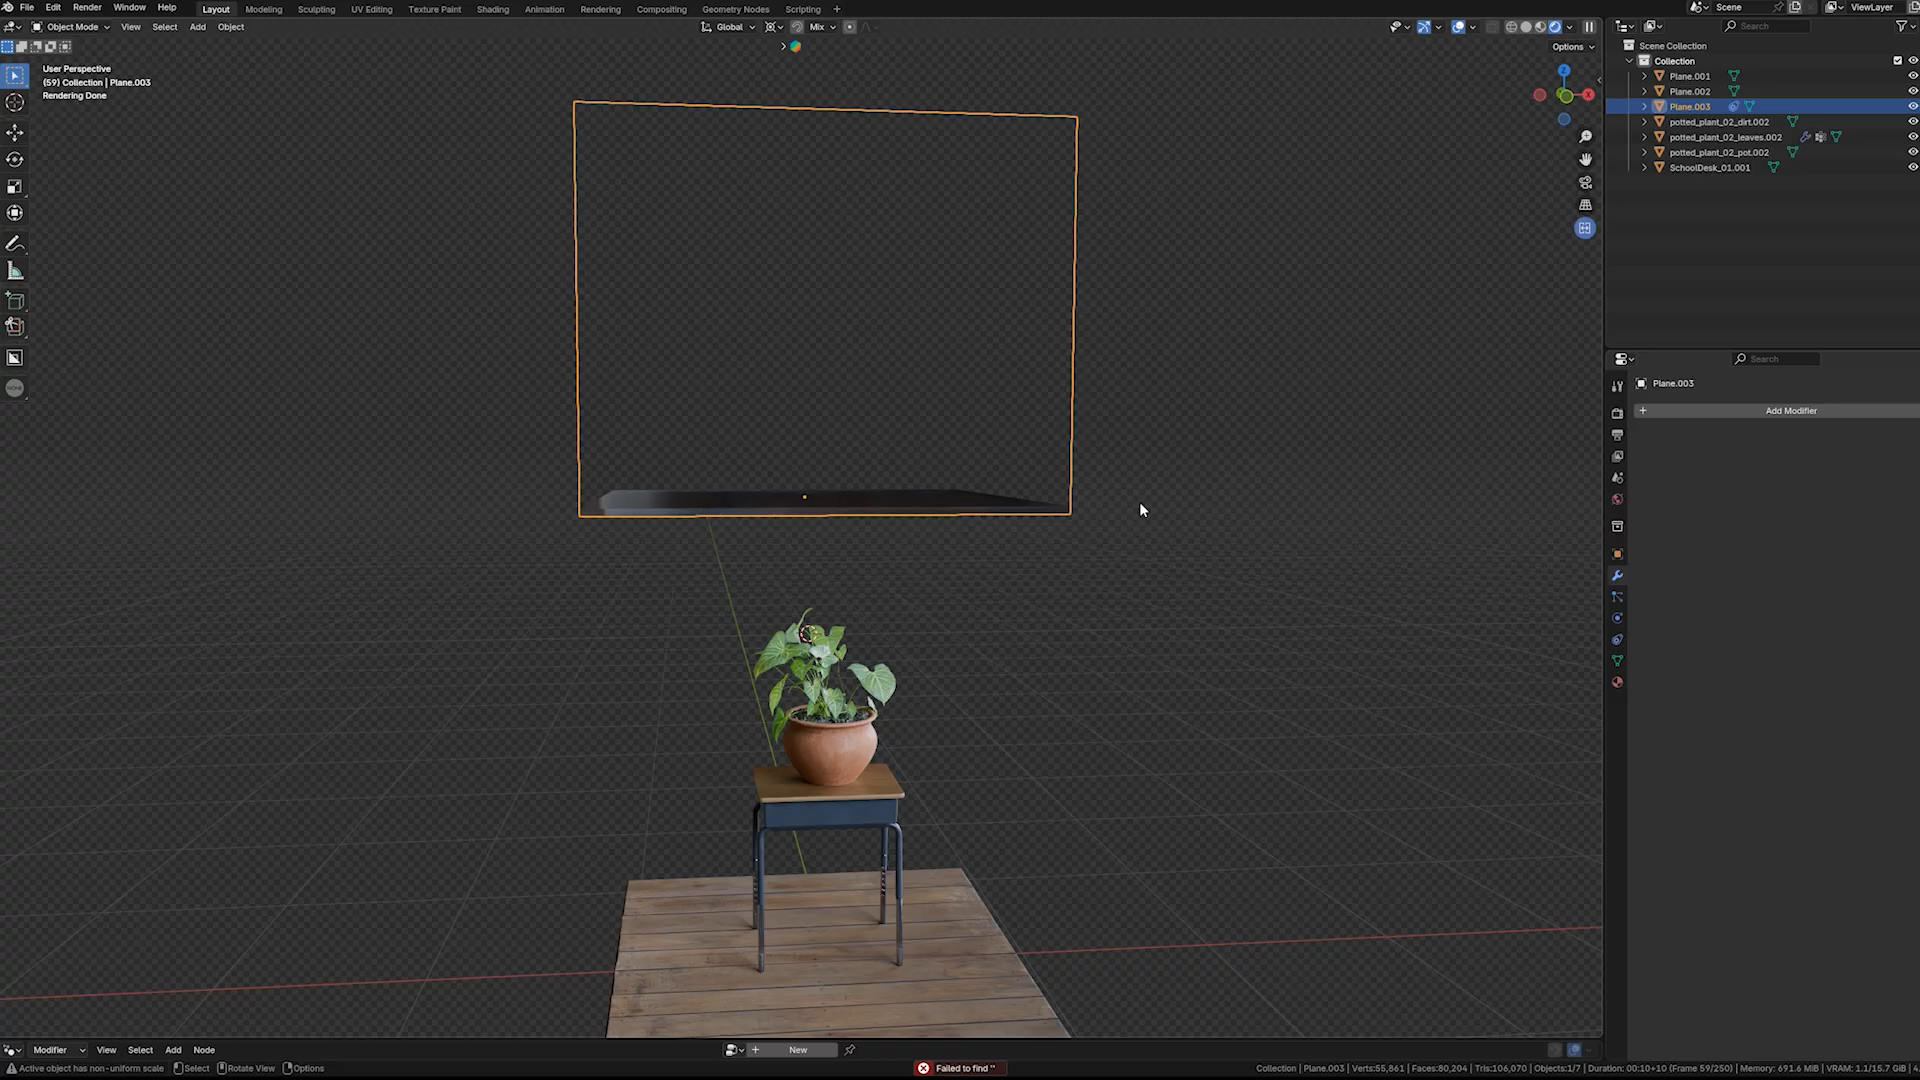 File Edit Render Window Help Layout Modeling Sculpting UV Editing Texture Paint Shading Animation Rendering Compositing Geometry Nodes Scripting +
Scene
ViewLayer
Object Mode View Select Add Object
Global
Mix
Options
Search
User Perspective
(59) Collection | Plane.003
Rendering Done
Z
X
Scene Collection
Collection
Plane.001
Plane.002
Plane.003
potted_plant_02_dirt.002
potted_plant_02_leaves.002
potted_plant_02_pot.002
SchoolDesk_01.001
Search
Plane.003
+ Add Modifier
Modifier View Select Add Node
+ New
Active object has non-uniform scale Select Rotate View Options
Failed to find ''
Collection | Plane.003 | Verts:55,861 | Faces:80,204 | Tris:106,070 | Objects:1/7 | Duration: 00:10+10 (Frame 59/250) | Memory: 691.6 MiB | VRAM: 1.1/15.7 GiB | 4